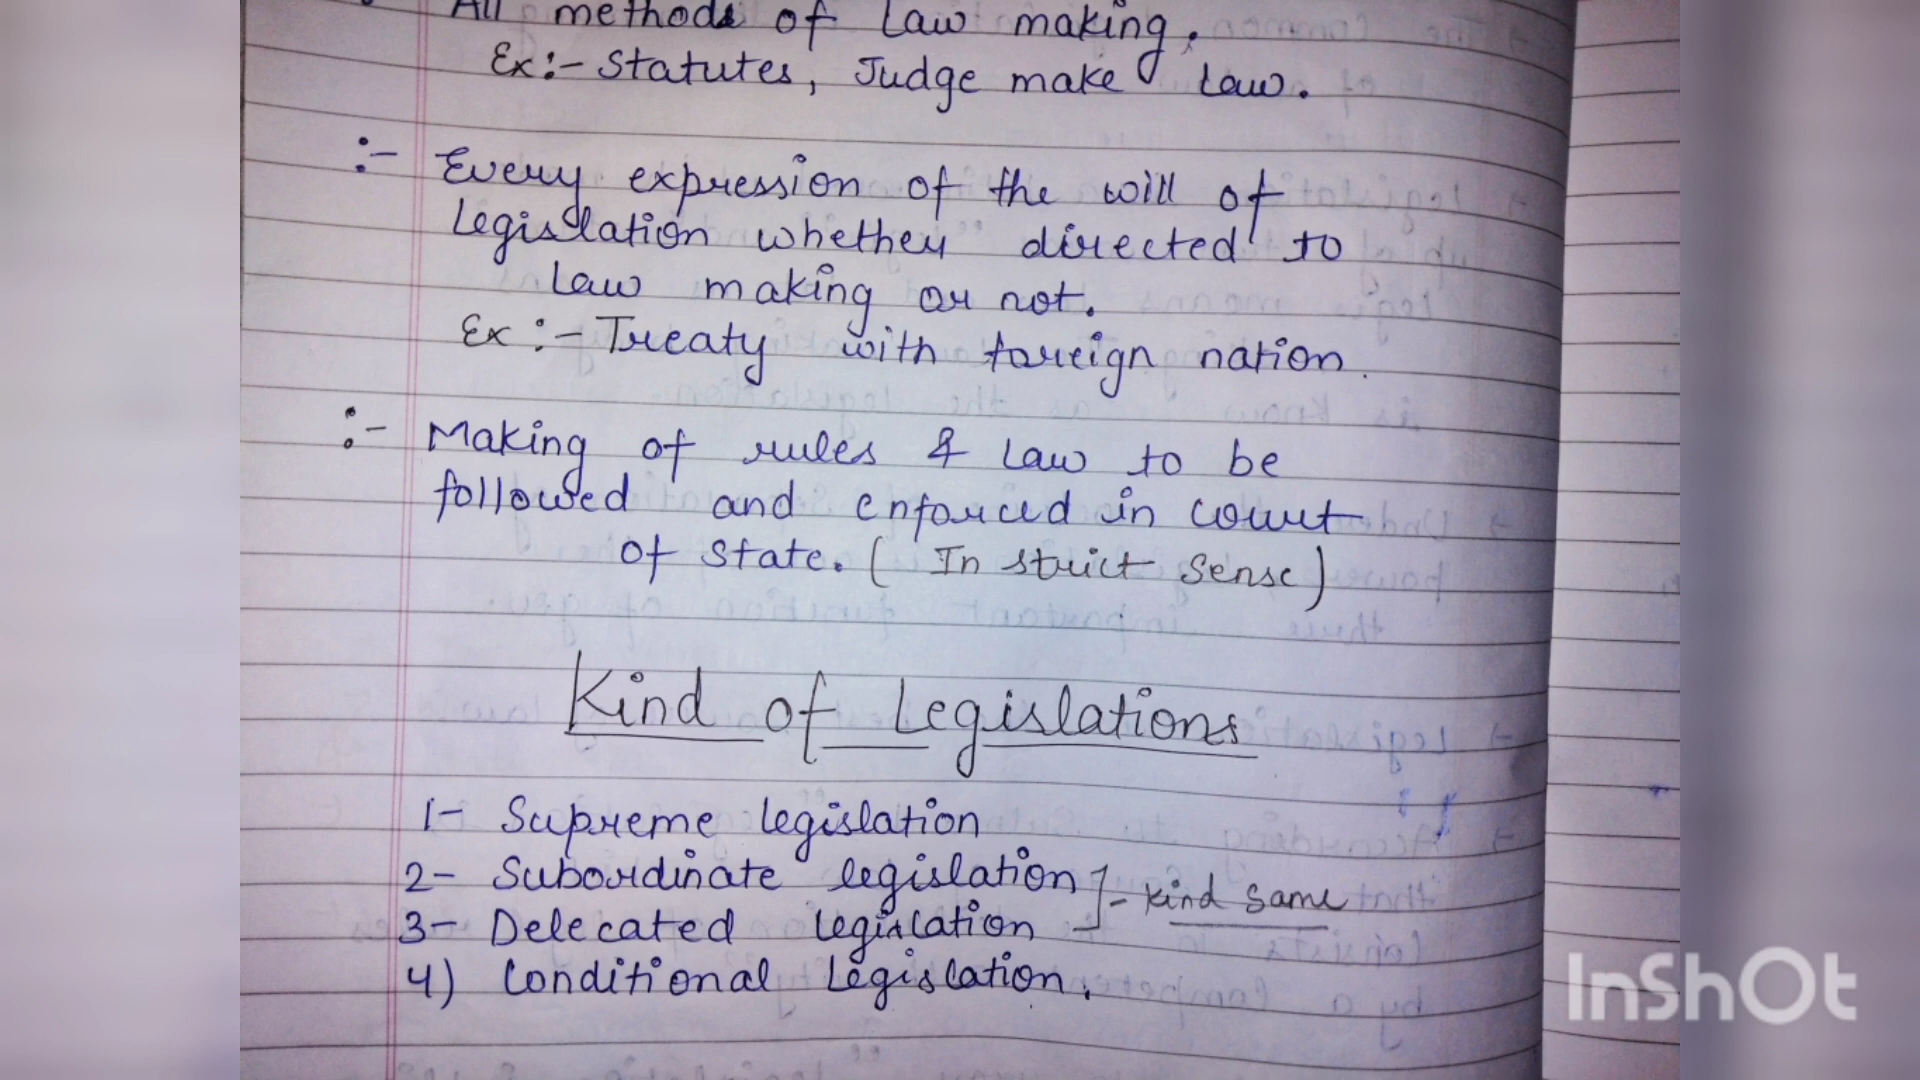 All methods of Law making.
Ex:- Statutes, Judge make Law.
:- Every expression of the will of
Legislation whether directed to
Law making or not.
Ex:- Treaty with foreign nation.
:- Making of rules & Law to be
followed and enforced in court
of State. (In strict Sense)
Kind of Legislations
1- Supreme legislation
2- Subordinate legislation ]- Kind Same
3- Delecated legislation
4) Conditional Legislation.
InShOt